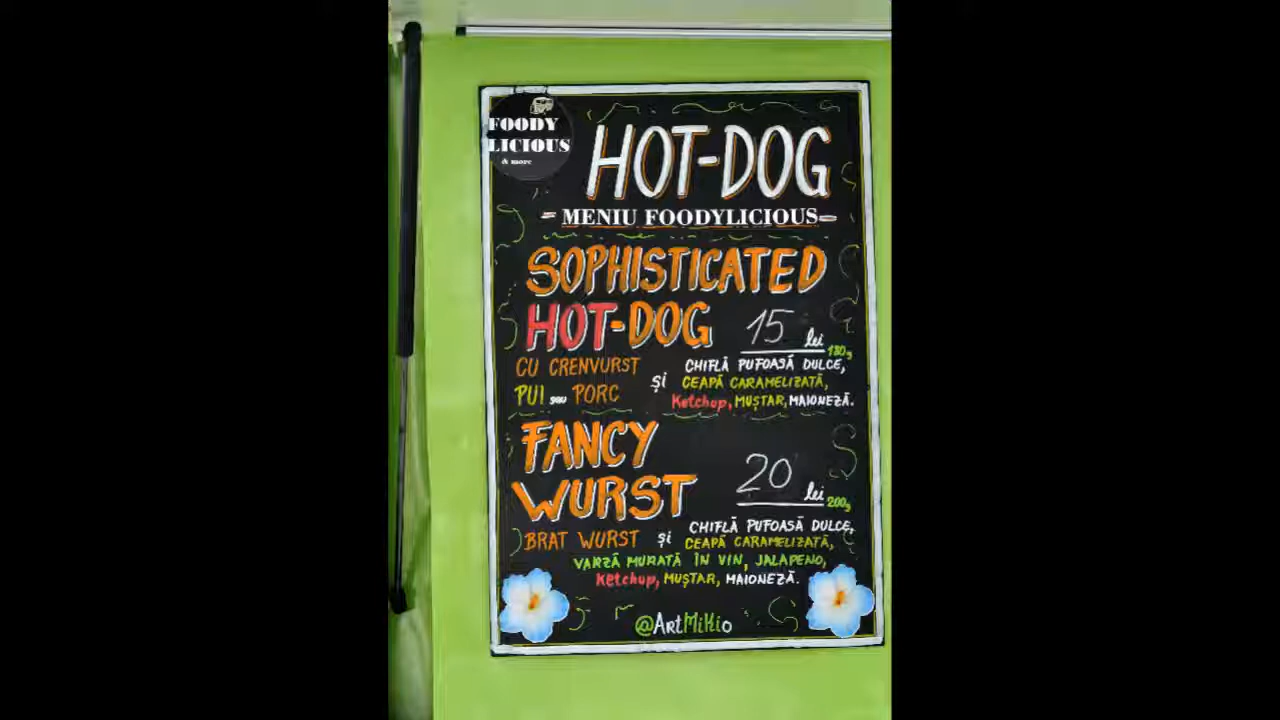 FOODY
LICIOUS
& more
HOT-DOG
- MENIU FOODYLICIOUS -
SOPHISTICATED
HOT-DOG 15 lei 180g
CU CRENVURST
PUI sau PORC
și
CHIFLĂ PUFOASĂ DULCE,
CEAPĂ CARAMELIZATĂ,
Ketchup, MUȘTAR, MAIONEZĂ.
FANCY
WURST 20 lei 200g
BRAT WURST și
CHIFLĂ PUFOASĂ DULCE,
CEAPĂ CARAMELIZATĂ,
VARZĂ MURATĂ ÎN VIN, JALAPENO,
Ketchup, MUȘTAR, MAIONEZĂ.
@ArtMiKio